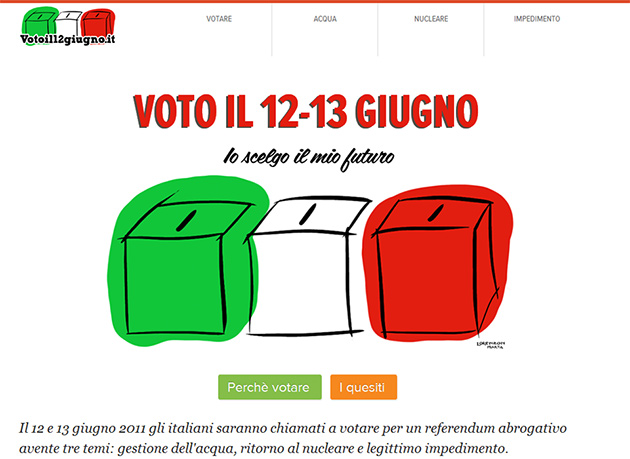 Votoil12giugno.it
VOTARE
ACQUA
NUCLEARE
IMPEDIMENTO
VOTO IL 12-13 GIUGNO
Io scelgo il mio futuro
Perchè votare
I quesiti
Il 12 e 13 giugno 2011 gli italiani saranno chiamati a votare per un referendum abrogativo
avente tre temi: gestione dell'acqua, ritorno al nucleare e legittimo impedimento.